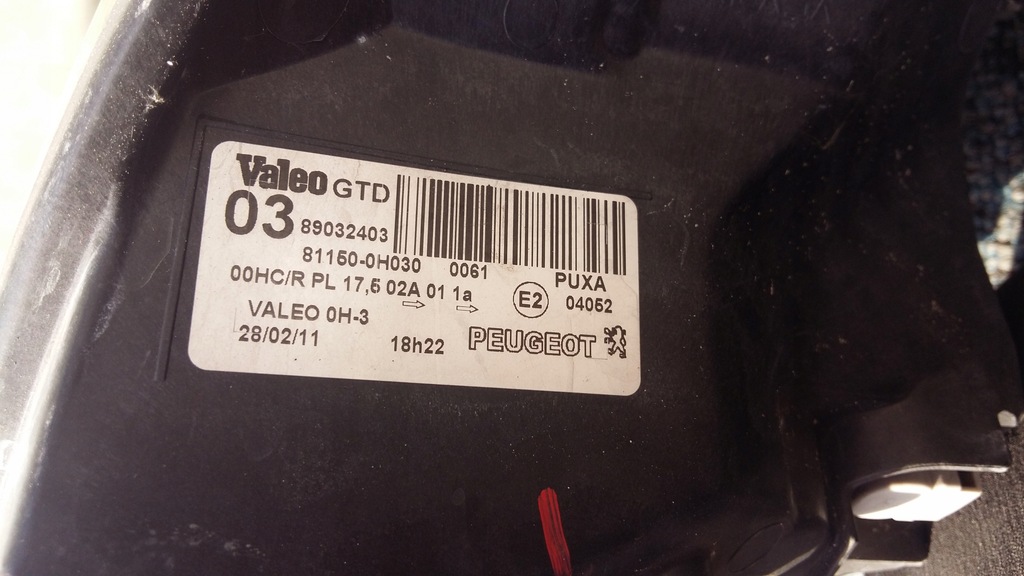 Valeo GTD
03 89032403
81150-0H030 0061 PUXA
00HC/R PL 17,5 02A 01 1a E2 04052
VALEO 0H-3
28/02/11 18h22 PEUGEOT